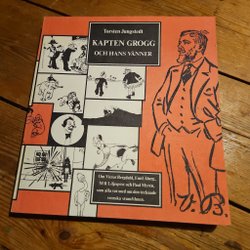 Torsten Jungstedt
KAPTEN GROGG
OCH HANS VÄNNER
Om Victor Bergdahl, Emil Åberg,
M R Liljeqvist och Paul Myrén,
som alla var med om den tecknade
svenska stumfilmen.
V.B.